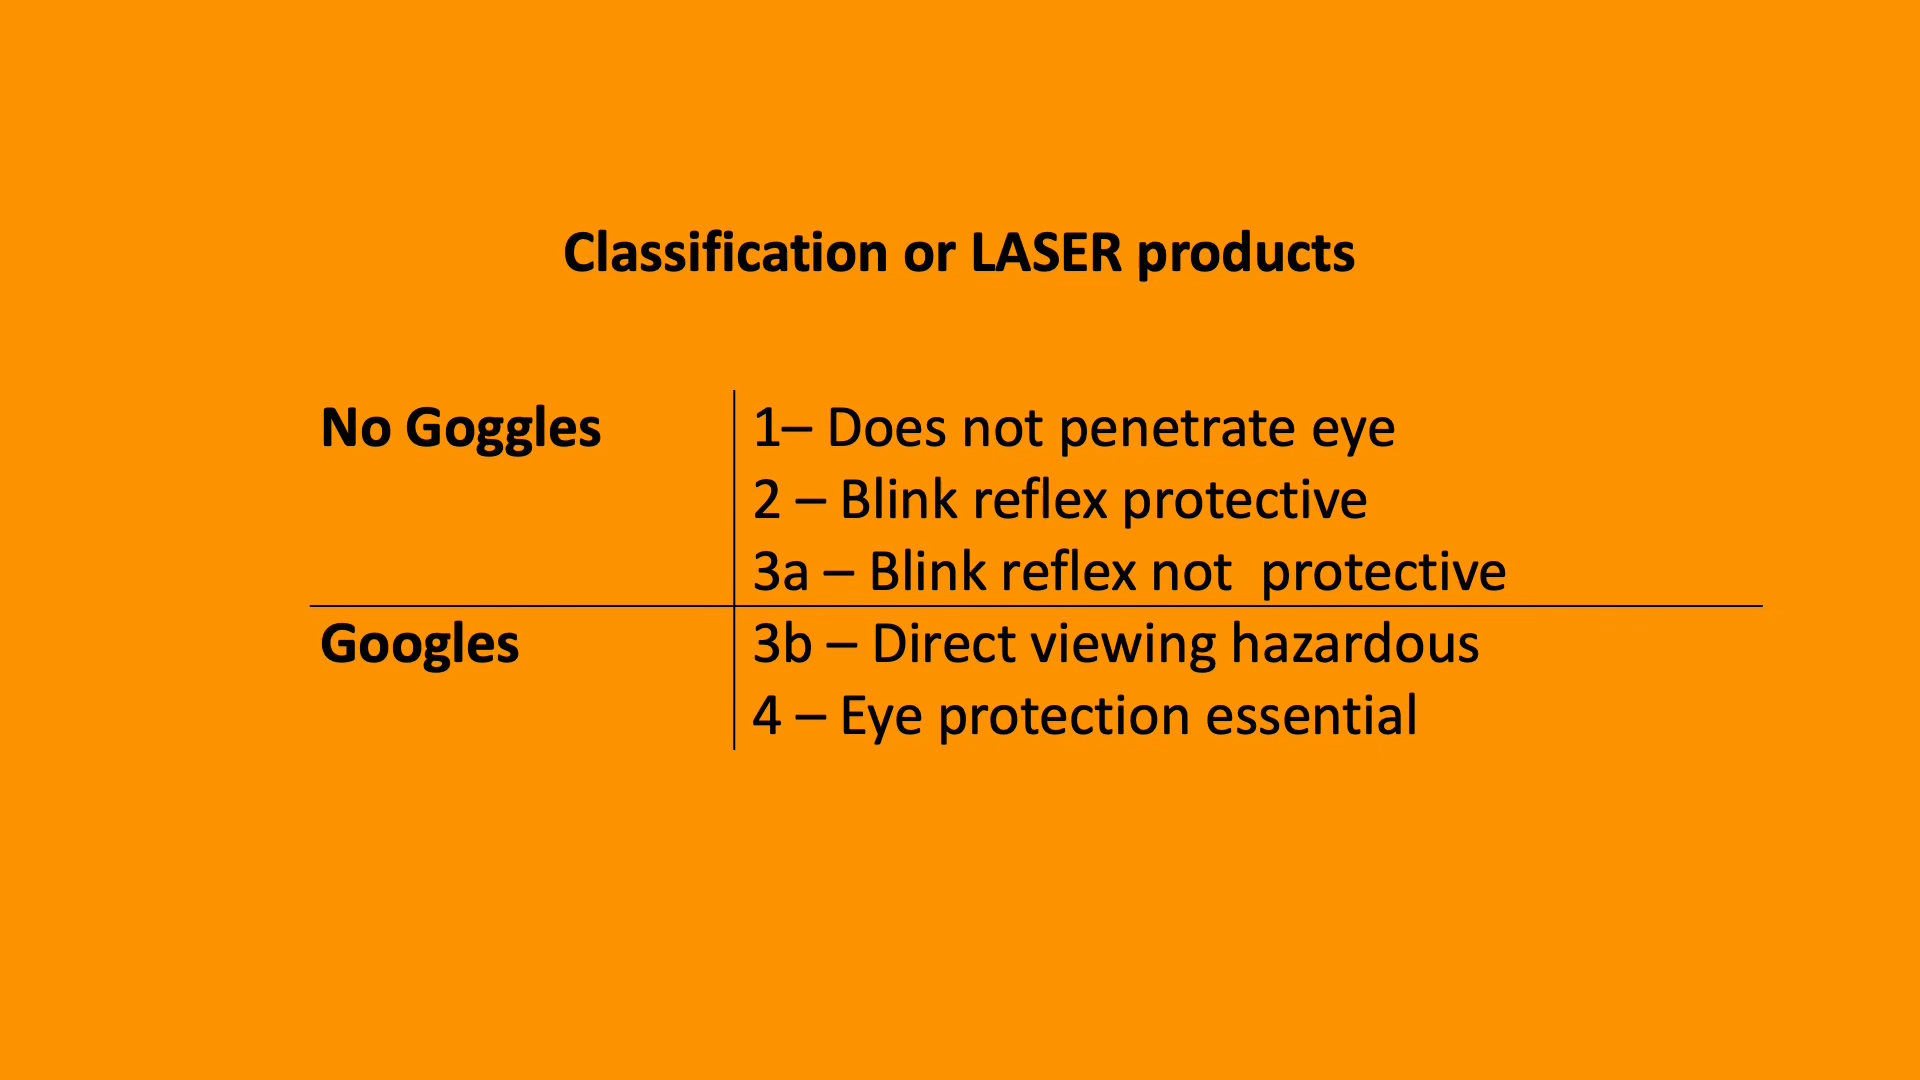 Classification or LASER products
No Goggles
1– Does not penetrate eye
2 – Blink reflex protective
3a – Blink reflex not  protective
Googles
3b – Direct viewing hazardous
4 – Eye protection essential